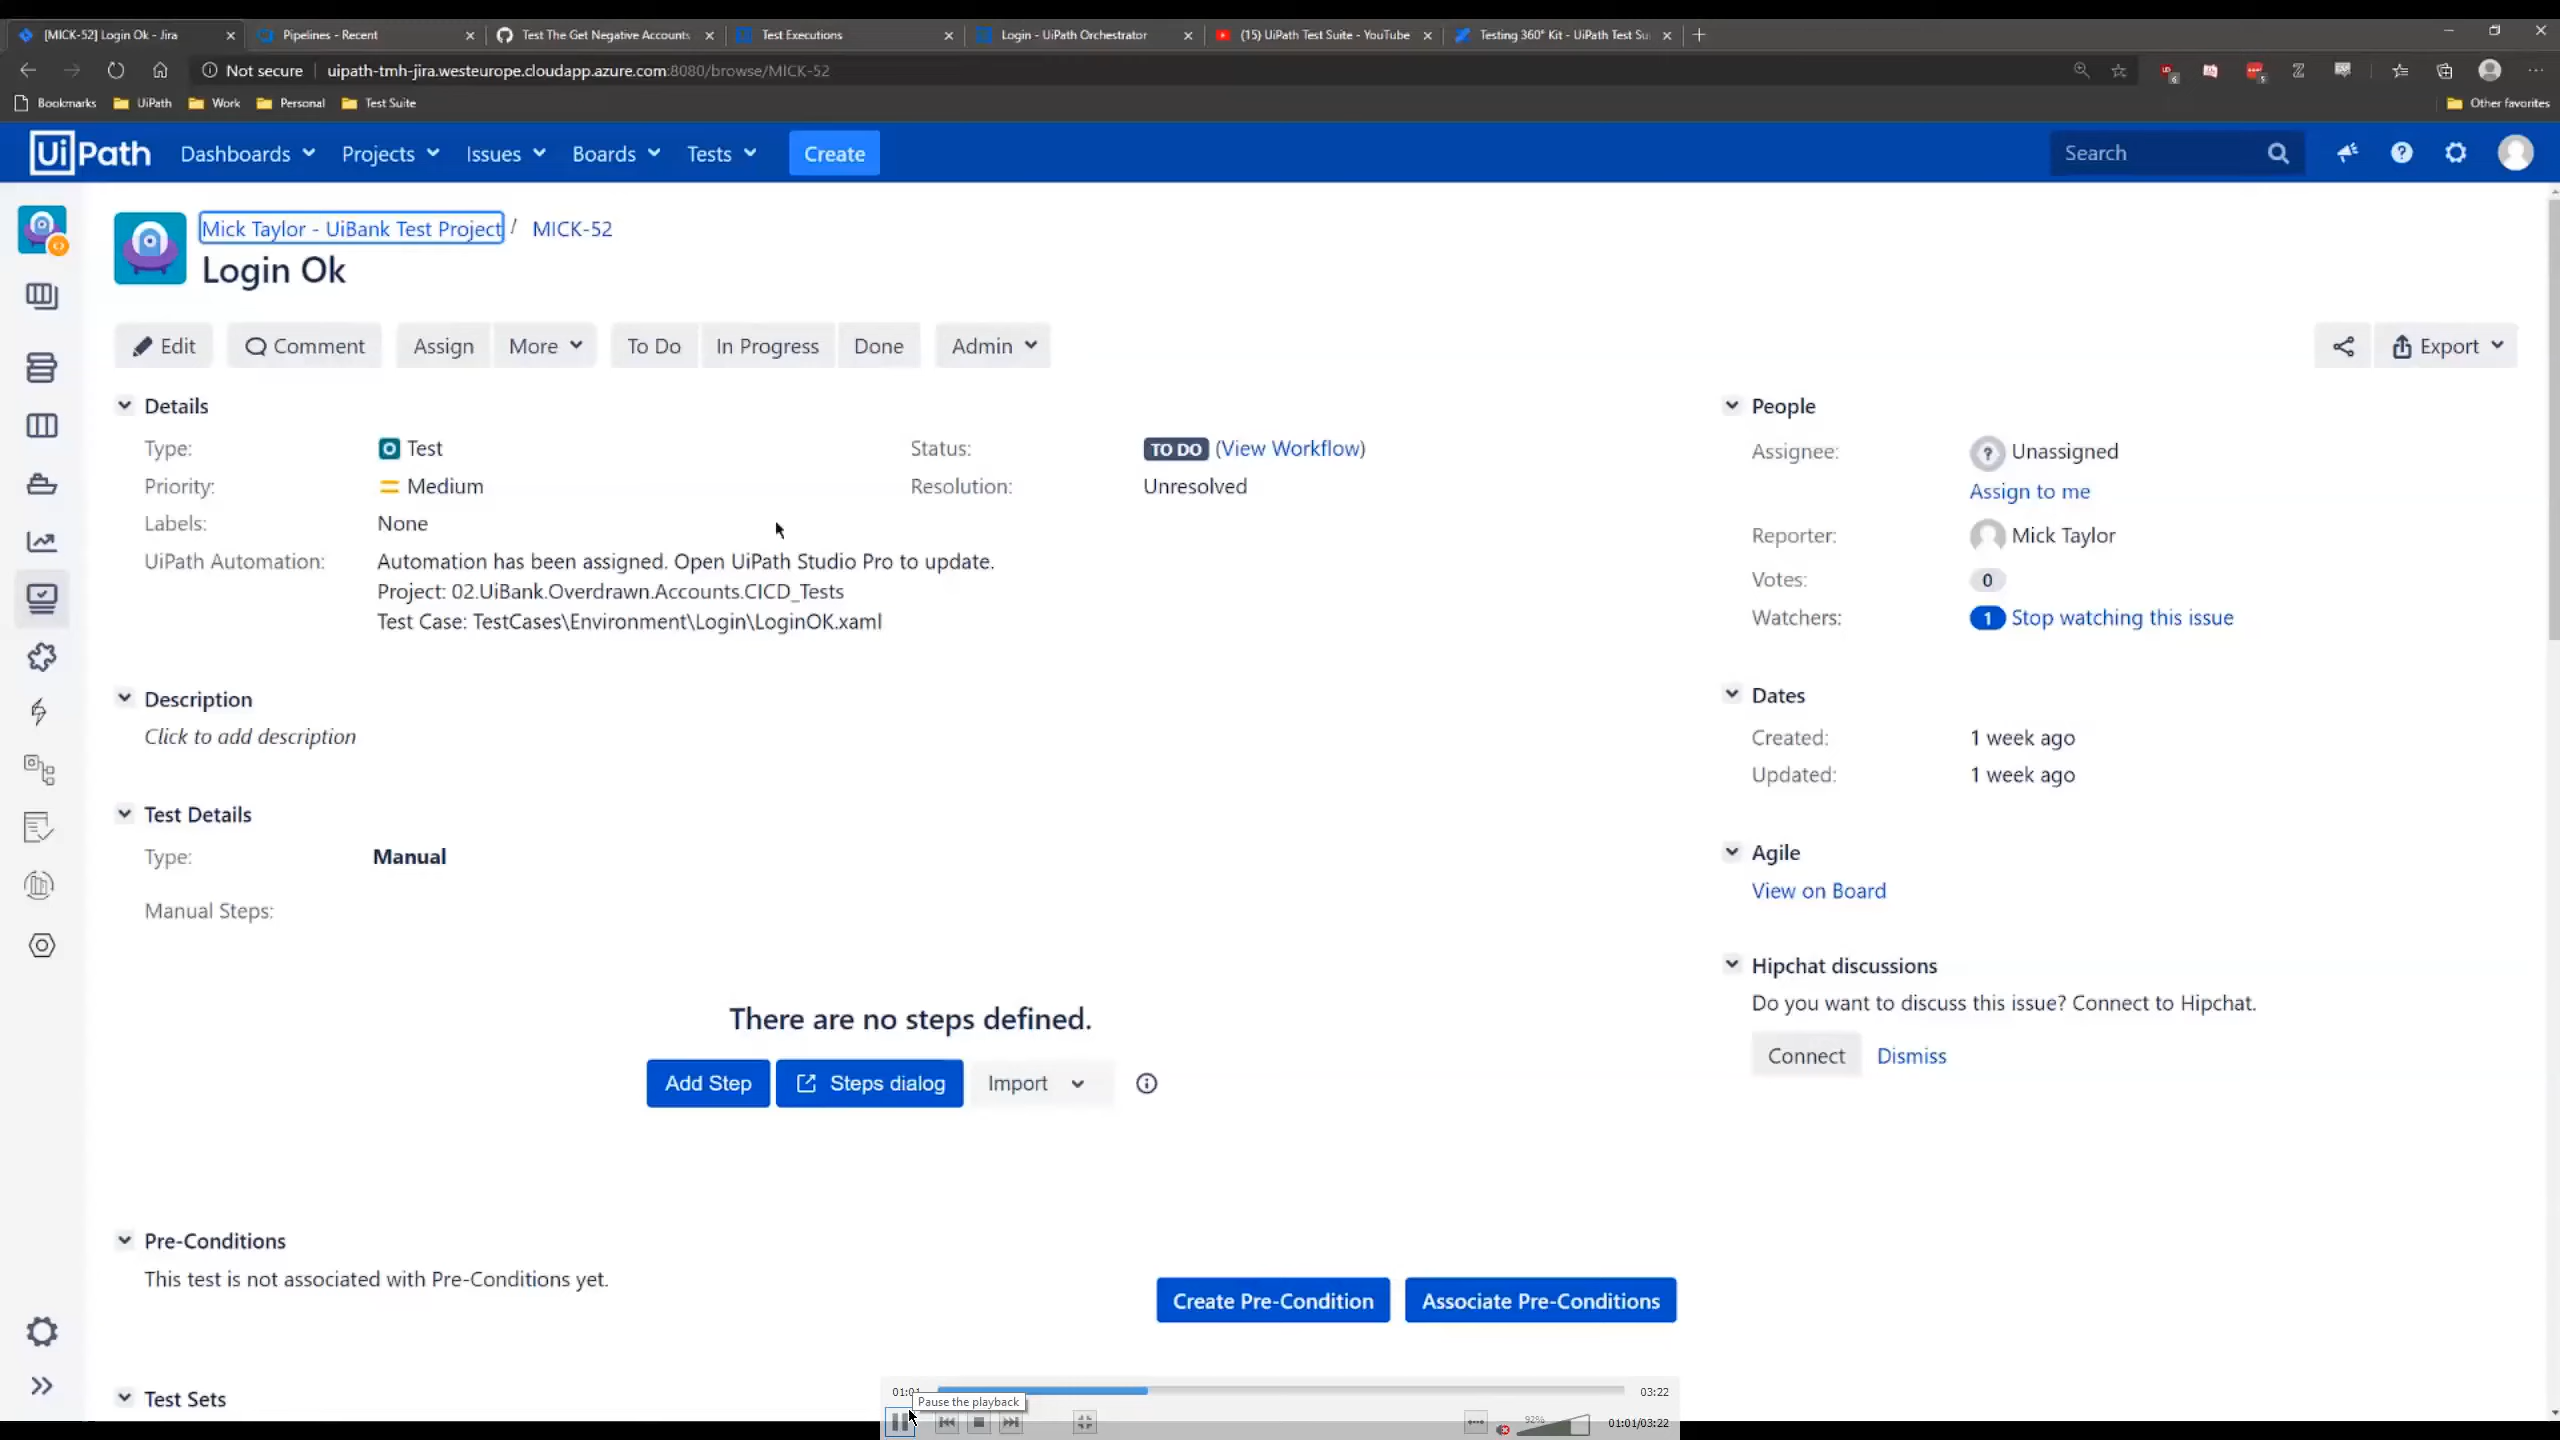 [MICK-52] Login Ok - Jira
Pipelines - Recent
Test The Get Negative Accounts
Test Executions
Login - UiPath Orchestrator
(15) UiPath Test Suite - YouTube
Testing 360° Kit - UiPath Test Su
Not secure
uipath-tmh-jira.westeurope.cloudapp.azure.com:8080/browse/MICK-52
Bookmarks
UiPath
Work
Personal
Test Suite
Other favorites
UiPath
Dashboards
Projects
Issues
Boards
Tests
Create
Search
Mick Taylor - UiBank Test Project / MICK-52
Login Ok
Edit
Comment
Assign
More
To Do
In Progress
Done
Admin
Export
Details
Type: Test
Status: TO DO (View Workflow)
Priority: Medium
Resolution: Unresolved
Labels: None
UiPath Automation: Automation has been assigned. Open UiPath Studio Pro to update.
Project: 02.UiBank.Overdrawn.Accounts.CICD_Tests
Test Case: TestCases\Environment\Login\LoginOK.xaml
Description
Click to add description
Test Details
Type: Manual
Manual Steps:
There are no steps defined.
Add Step
Steps dialog
Import
Pre-Conditions
This test is not associated with Pre-Conditions yet.
Create Pre-Condition
Associate Pre-Conditions
Test Sets
People
Assignee: Unassigned
Assign to me
Reporter: Mick Taylor
Votes: 0
Watchers: 1 Stop watching this issue
Dates
Created: 1 week ago
Updated: 1 week ago
Agile
View on Board
Hipchat discussions
Do you want to discuss this issue? Connect to Hipchat.
Connect
Dismiss
01:01
Pause the playback
03:22
92%
01:01/03:22